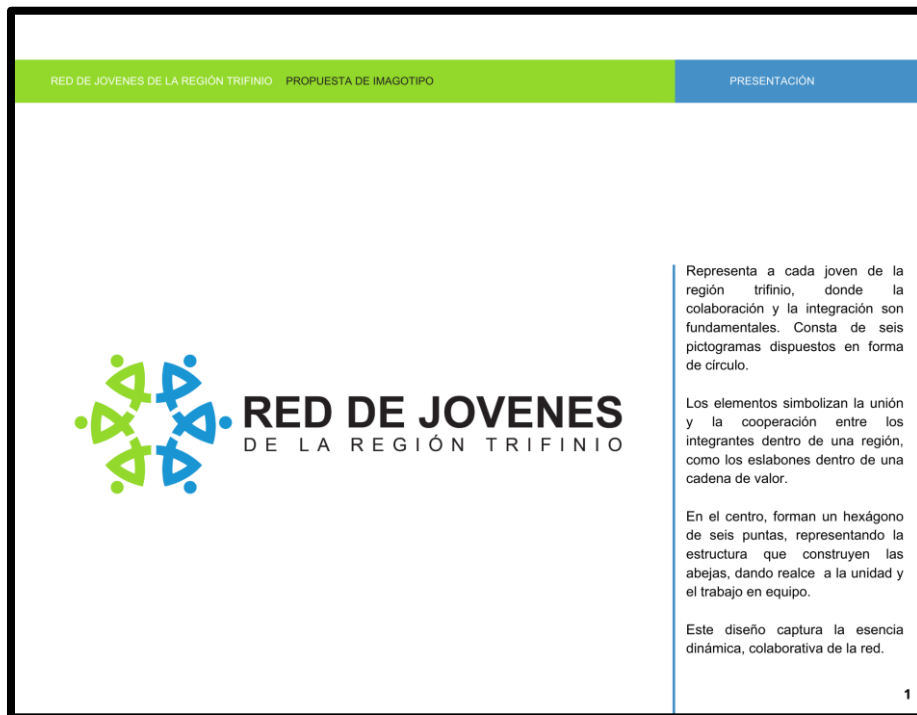 RED DE JOVENES DE LA REGIÓN TRIFINIO PROPUESTA DE IMAGOTIPO
PRESENTACIÓN
RED DE JOVENES
DE LA REGIÓN TRIFINIO
Representa a cada joven de la
región trifinio, donde la
colaboración y la integración son
fundamentales. Consta de seis
pictogramas dispuestos en forma
de círculo.
Los elementos simbolizan la unión
y la cooperación entre los
integrantes dentro de una región,
como los eslabones dentro de una
cadena de valor.
En el centro, forman un hexágono
de seis puntas, representando la
estructura que construyen las
abejas, dando realce a la unidad y
el trabajo en equipo.
Este diseño captura la esencia
dinámica, colaborativa de la red.
1